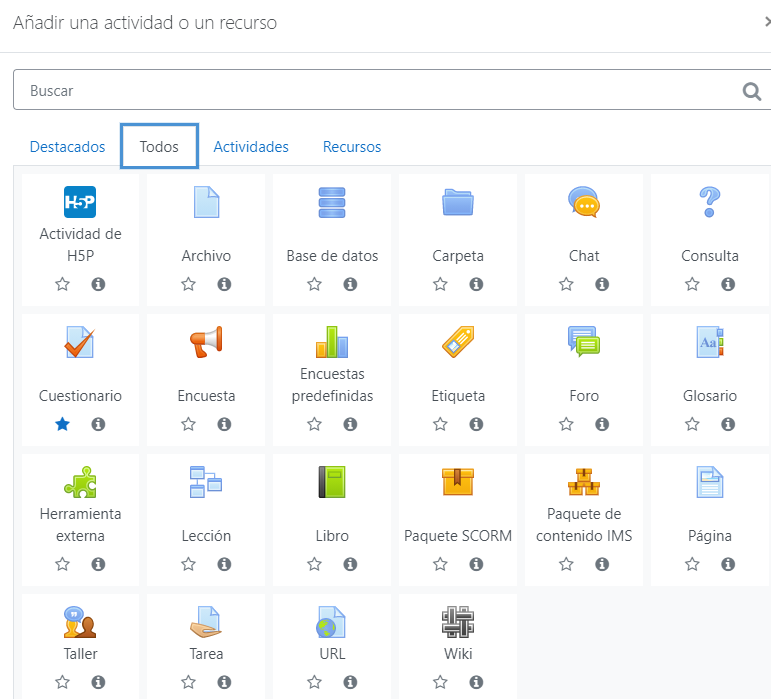 Añadir una actividad o un recurso
Buscar
Destacados Todos Actividades Recursos
H5P
Actividad de
H5P
Archivo
Base de datos
Carpeta
Chat
Consulta
Cuestionario
Encuesta
Encuestas
predefinidas
Etiqueta
Foro
Aa
Glosario
Herramienta
externa
Lección
Libro
Paquete SCORM
Paquete de
contenido IMS
Página
Taller
Tarea
URL
Wiki